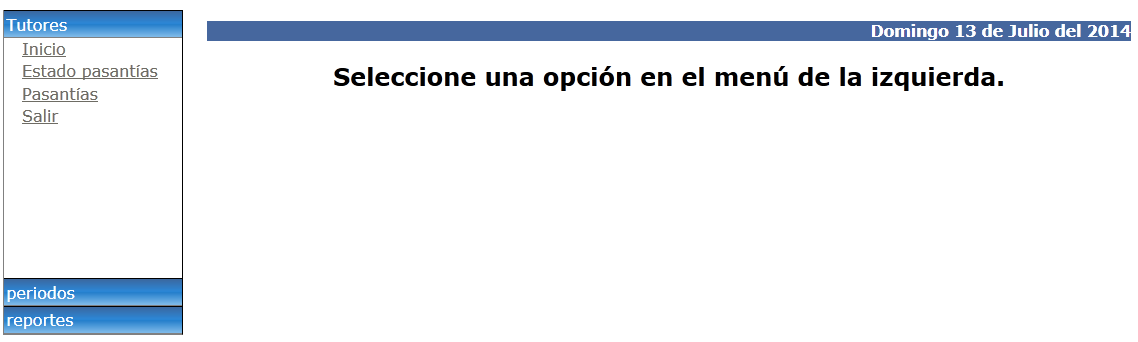 Tutores
Inicio
Estado pasantías
Pasantías
Salir
periodos
reportes
Domingo 13 de Julio del 2014
Seleccione una opción en el menú de la izquierda.